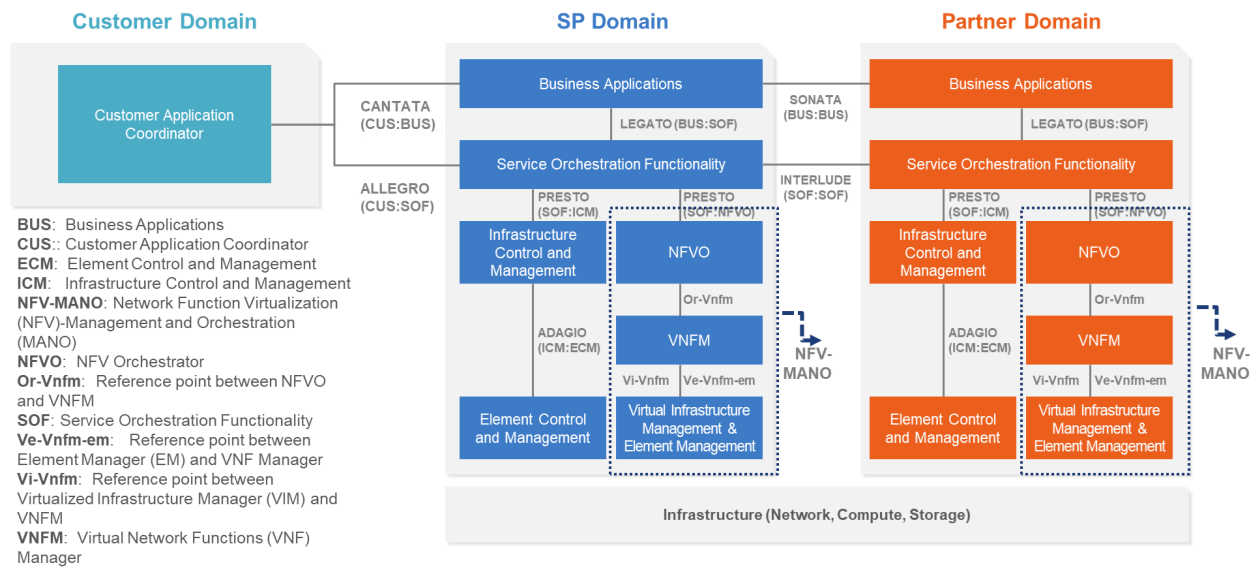 Customer Domain
SP Domain
Partner Domain
Customer Application
Coordinator
CANTATA
(CUS:BUS)
ALLEGRO
(CUS:SOF)
Business Applications
LEGATO (BUS:SOF)
Service Orchestration Functionality
PRESTO
(SOF:ICM)
PRESTO
(SOF:NFVO)
Infrastructure
Control and
Management
NFVO
Or-Vnfm
ADAGIO
(ICM:ECM)
VNFM
Vi-Vnfm
Ve-Vnfm-em
Element Control
and Management
Virtual Infrastructure
Management &
Element Management
NFV-
MANO
SONATA
(BUS:BUS)
INTERLUDE
(SOF:SOF)
Business Applications
LEGATO (BUS:SOF)
Service Orchestration Functionality
PRESTO
(SOF:ICM)
PRESTO
(SOF:NFVO)
Infrastructure
Control and
Management
NFVO
Or-Vnfm
ADAGIO
(ICM:ECM)
VNFM
Vi-Vnfm
Ve-Vnfm-em
Element Control
and Management
Virtual Infrastructure
Management &
Element Management
NFV-
MANO
Infrastructure (Network, Compute, Storage)
BUS: Business Applications
CUS:: Customer Application Coordinator
ECM: Element Control and Management
ICM: Infrastructure Control and Management
NFV-MANO: Network Function Virtualization
(NFV)-Management and Orchestration
(MANO)
NFVO: NFV Orchestrator
Or-Vnfm: Reference point between NFVO
and VNFM
SOF: Service Orchestration Functionality
Ve-Vnfm-em: Reference point between
Element Manager (EM) and VNF Manager
Vi-Vnfm: Reference point between
Virtualized Infrastructure Manager (VIM) and
VNFM
VNFM: Virtual Network Functions (VNF)
Manager